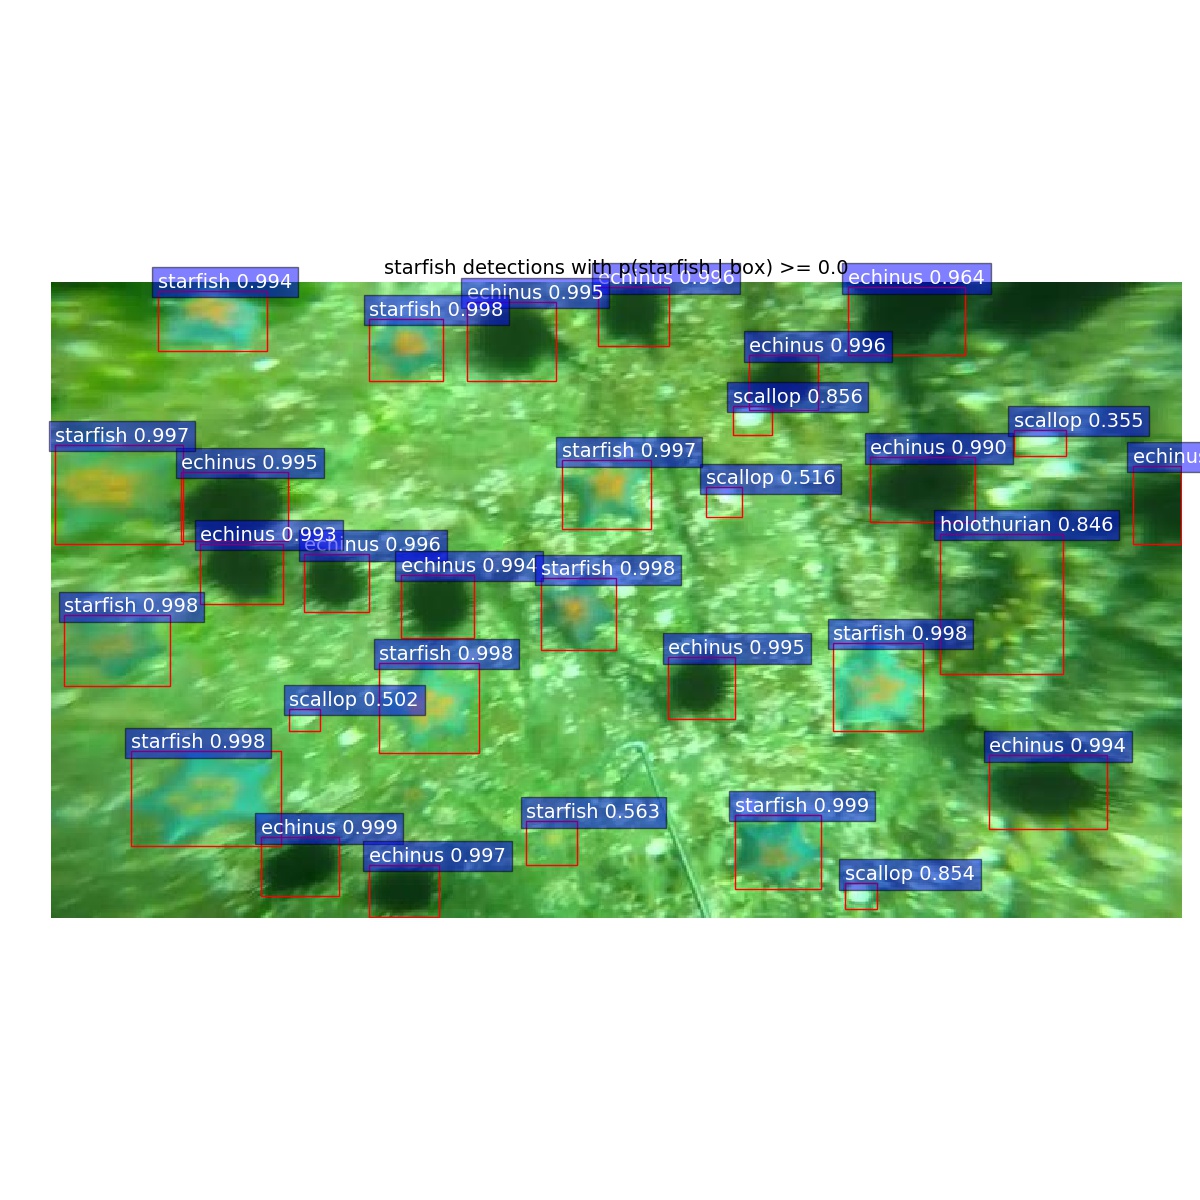 starfish detections with p(starfish | box) >= 0.0
starfish 0.994
echinus 0.996
echinus 0.964
echinus 0.995
starfish 0.998
echinus 0.996
scallop 0.856
scallop 0.355
starfish 0.997
echinus 0.995
starfish 0.997
scallop 0.516
echinus 0.990
echinus
echinus 0.993
echinus 0.996
echinus 0.994
starfish 0.998
holothurian 0.846
starfish 0.998
starfish 0.998
echinus 0.995
starfish 0.998
scallop 0.502
starfish 0.998
echinus 0.994
echinus 0.999
echinus 0.997
starfish 0.563
starfish 0.999
scallop 0.854